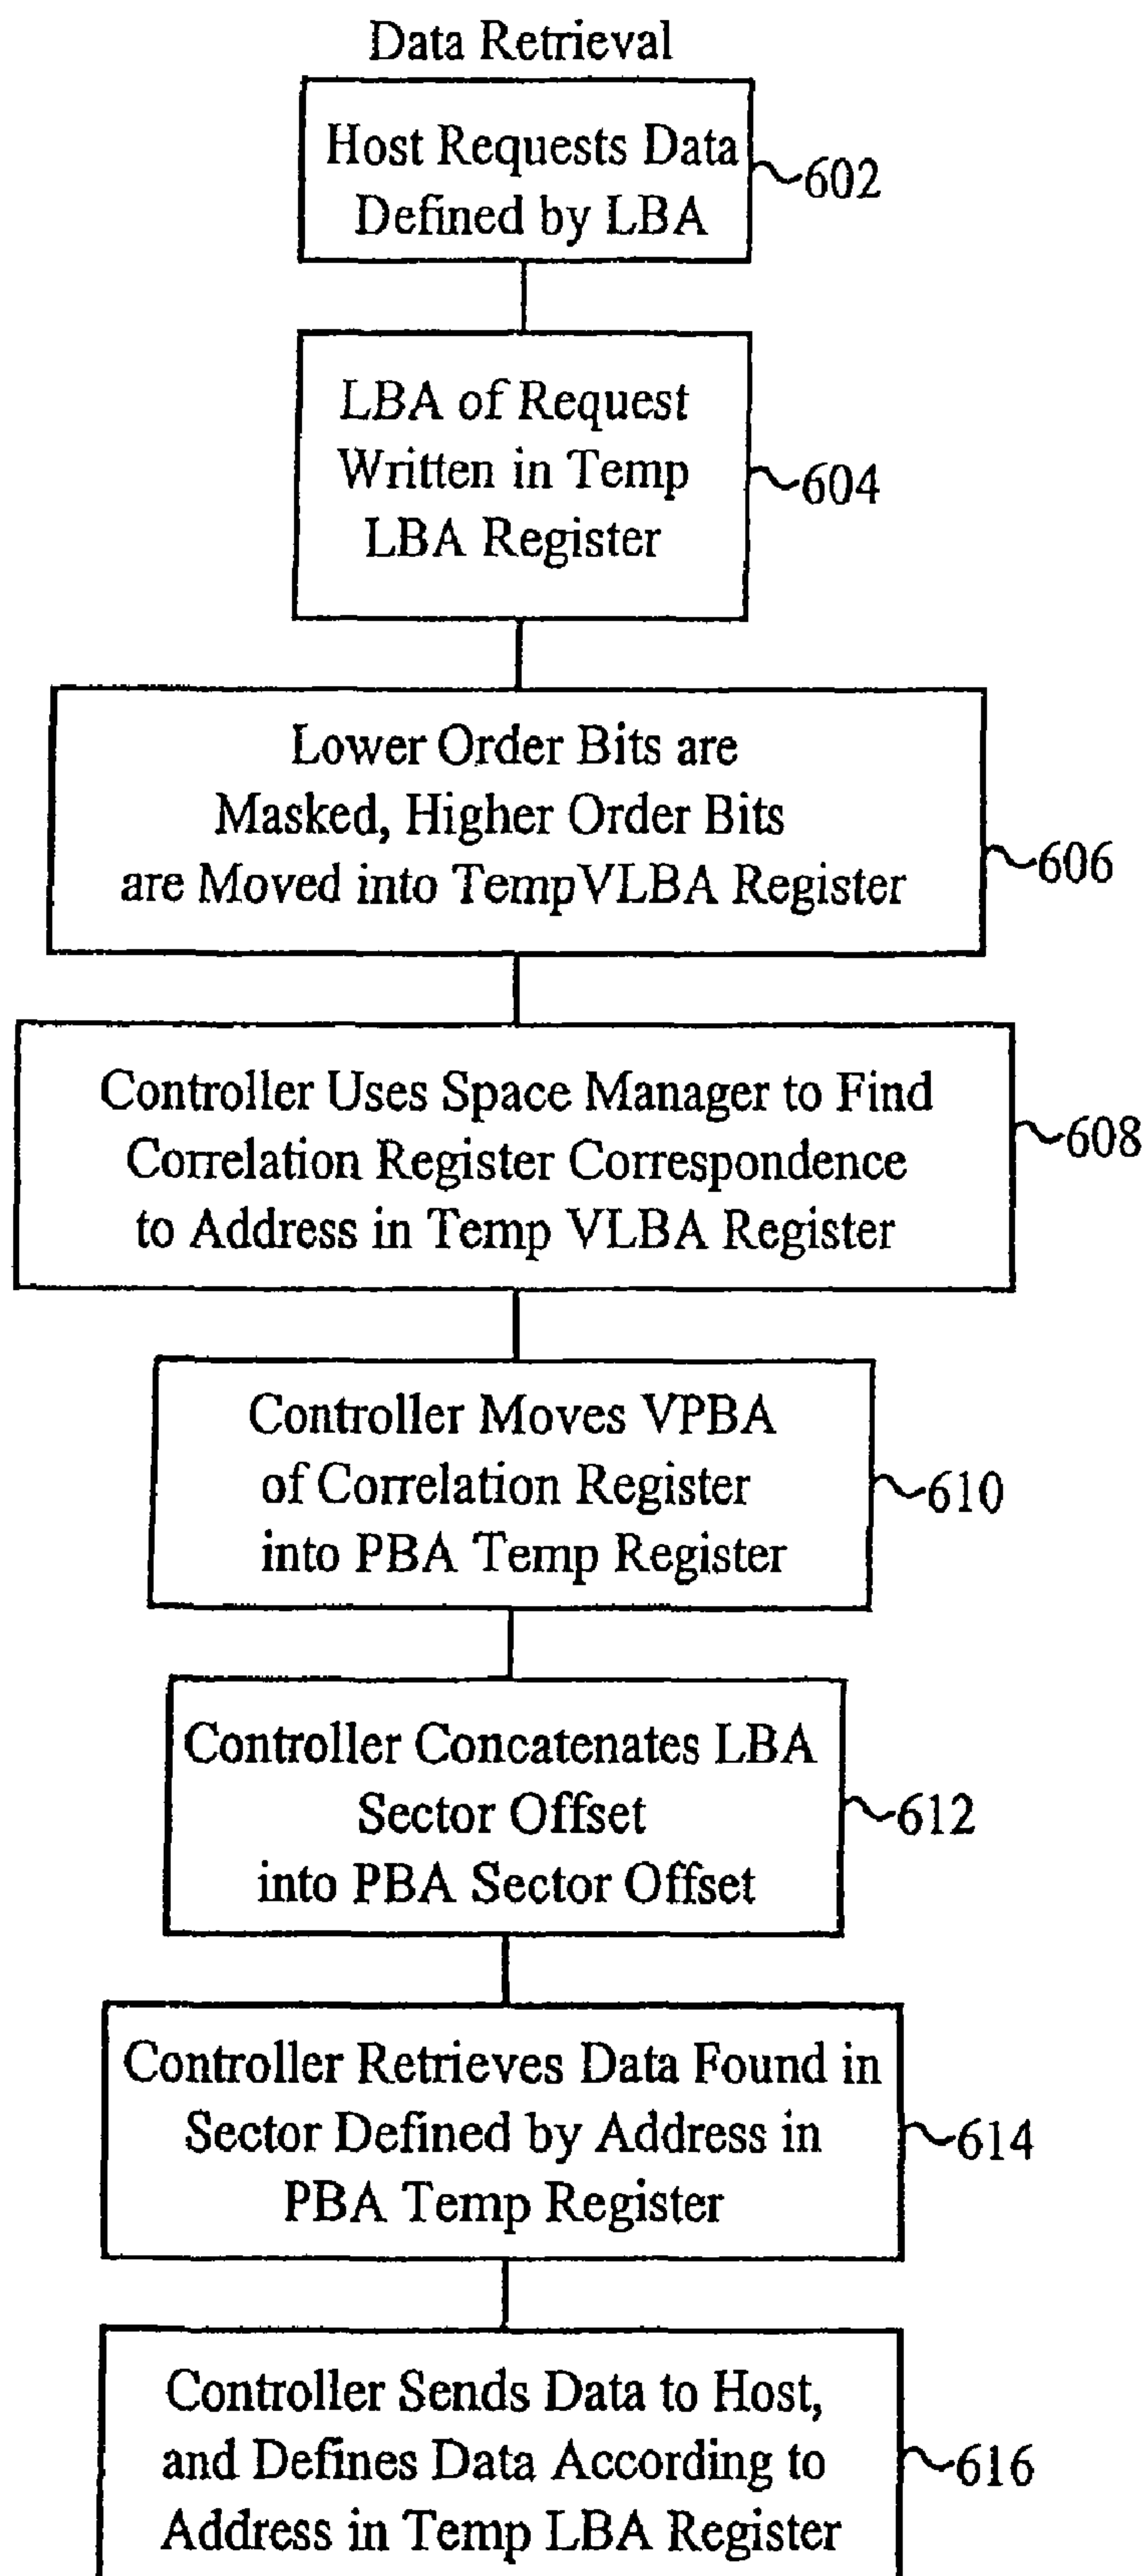 Data Retrieval
Host Requests Data
Defined by LBA
602
LBA of Request
Written in Temp
LBA Register
604
Lower Order Bits are
Masked, Higher Order Bits
are Moved into TempVLBA Register
606
Controller Uses Space Manager to Find
Correlation Register Correspondence
to Address in Temp VLBA Register
608
Controller Moves VPBA
of Correlation Register
into PBA Temp Register
610
Controller Concatenates LBA
Sector Offset
into PBA Sector Offset
612
Controller Retrieves Data Found in
Sector Defined by Address in
PBA Temp Register
614
Controller Sends Data to Host,
and Defines Data According to
Address in Temp LBA Register
616